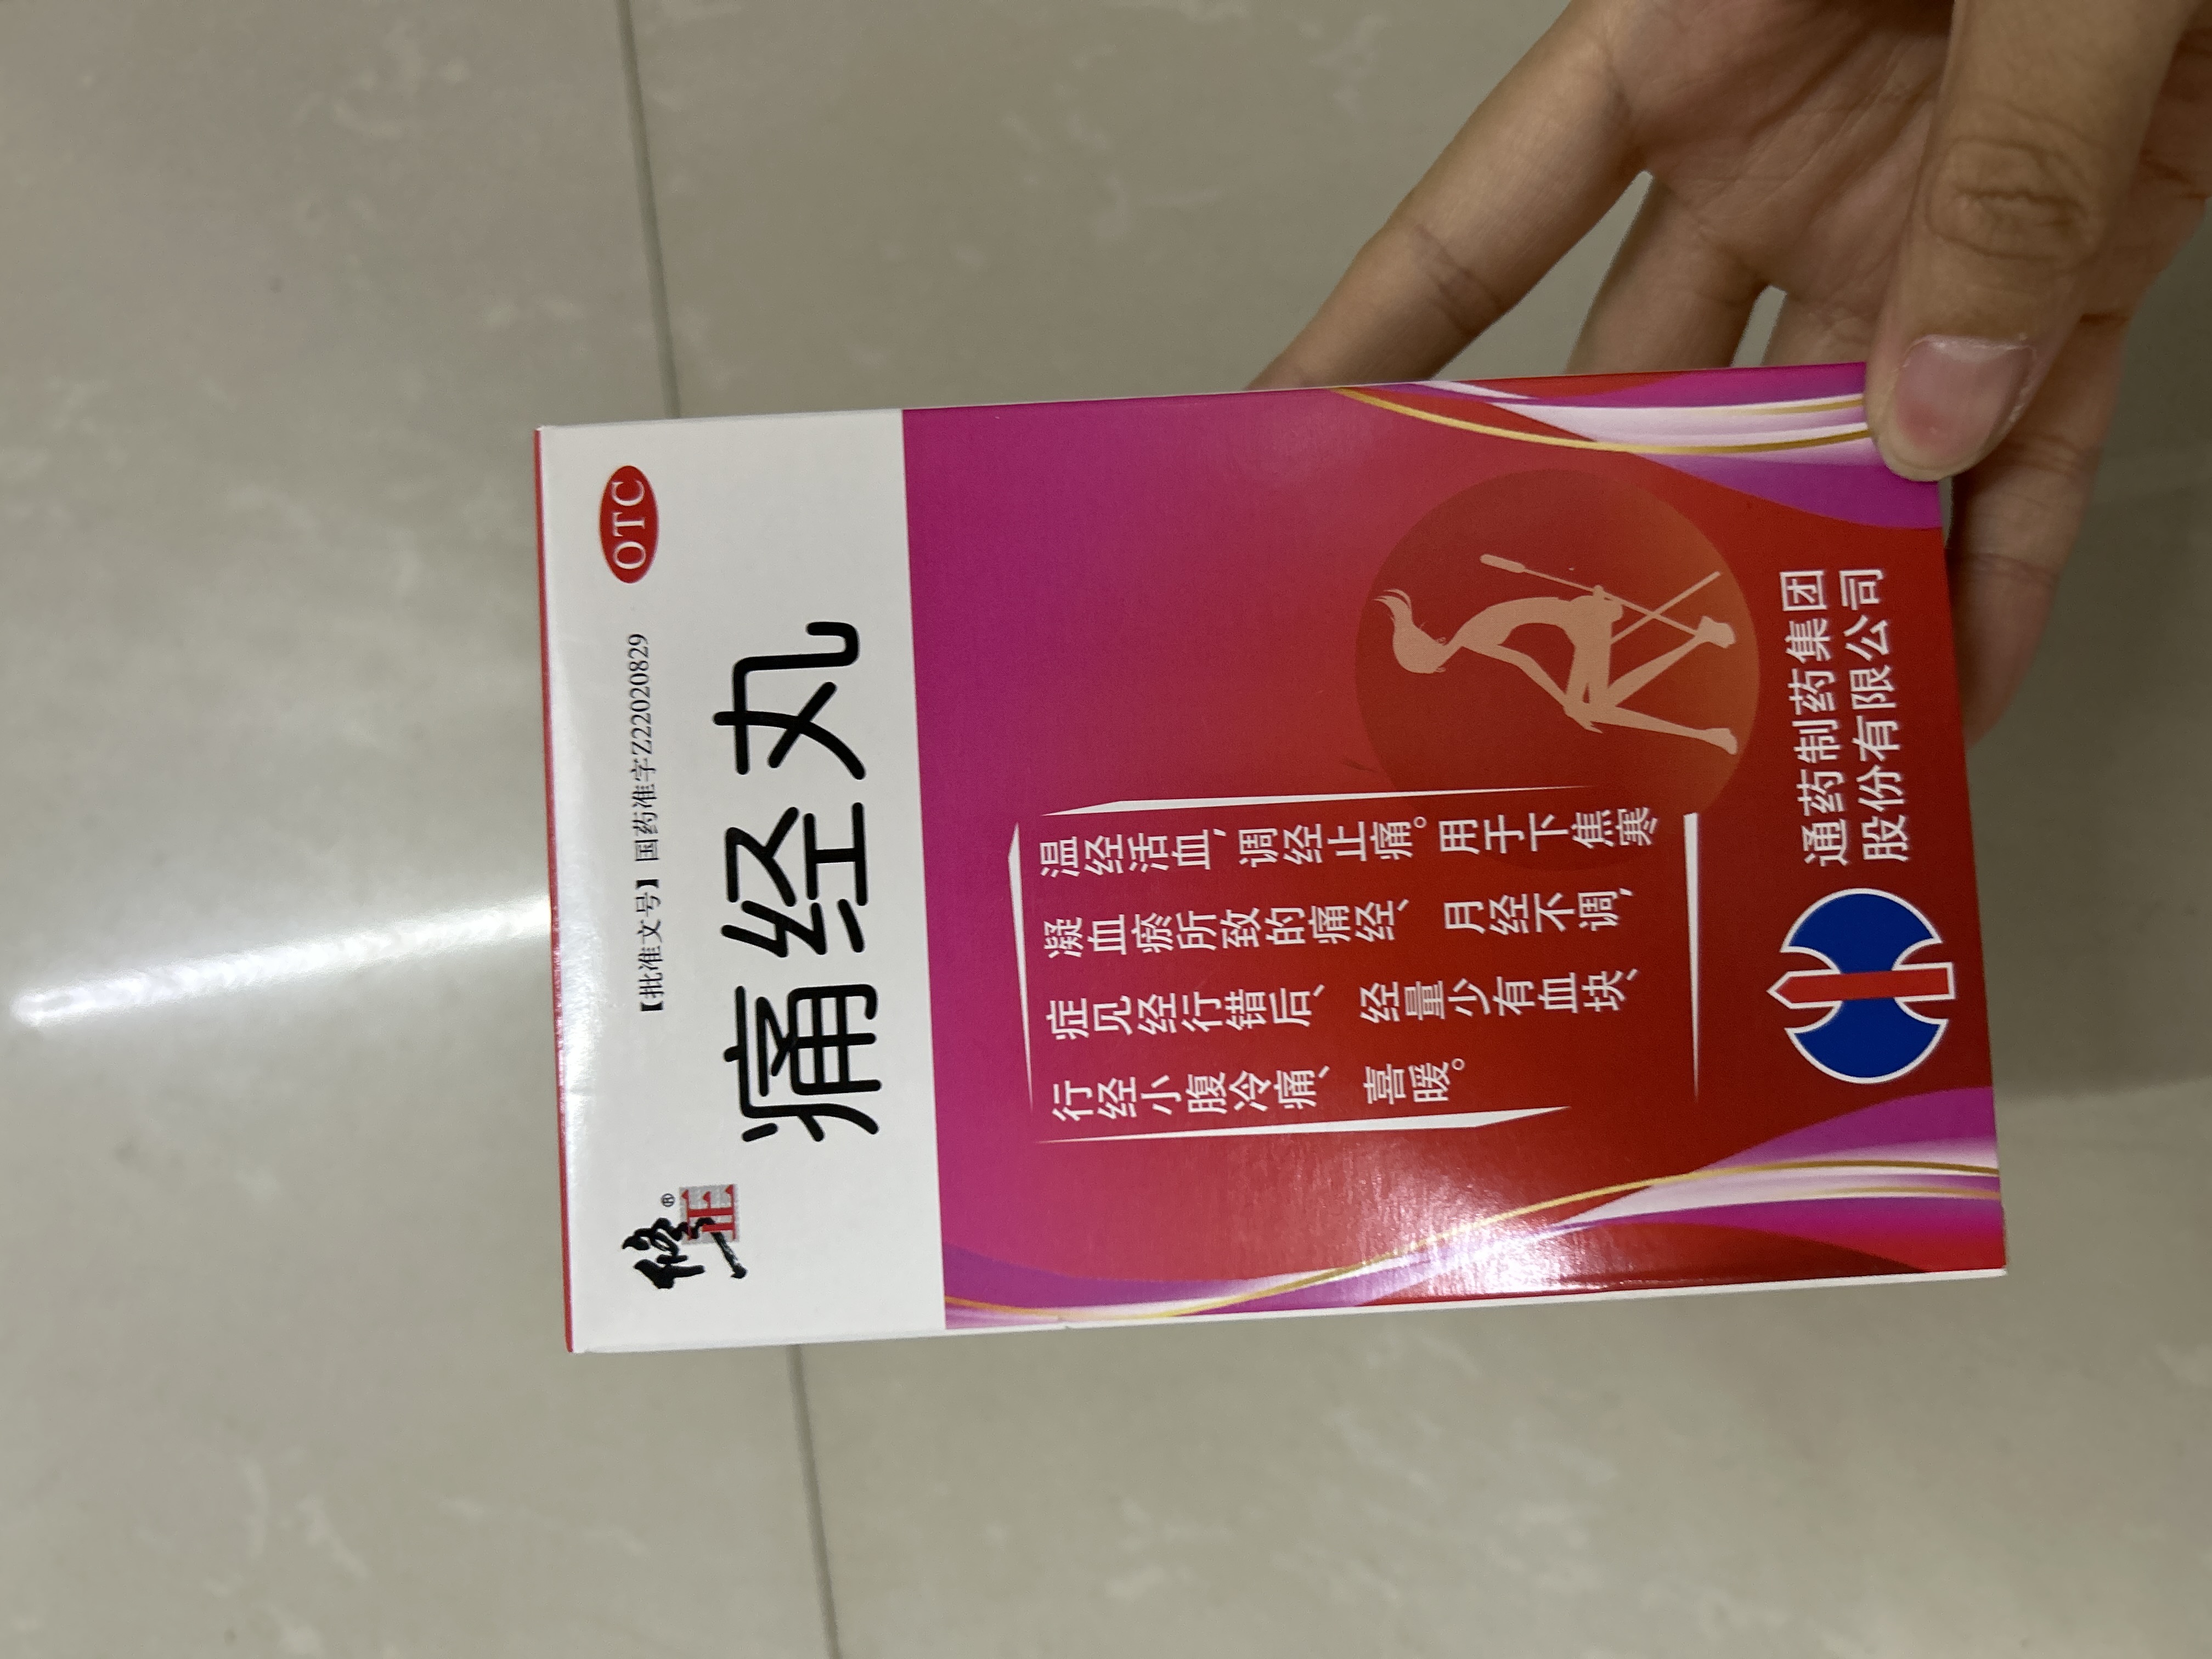 OTC
【批准文号】国药准字Z22020829
修正®
痛经丸
温经活血,调经止痛。用于下焦寒
凝血瘀所致的痛经、月经不调,
症见经行错后、经量少有血块、
行经小腹冷痛、喜暖。
通药制药集团
股份有限公司